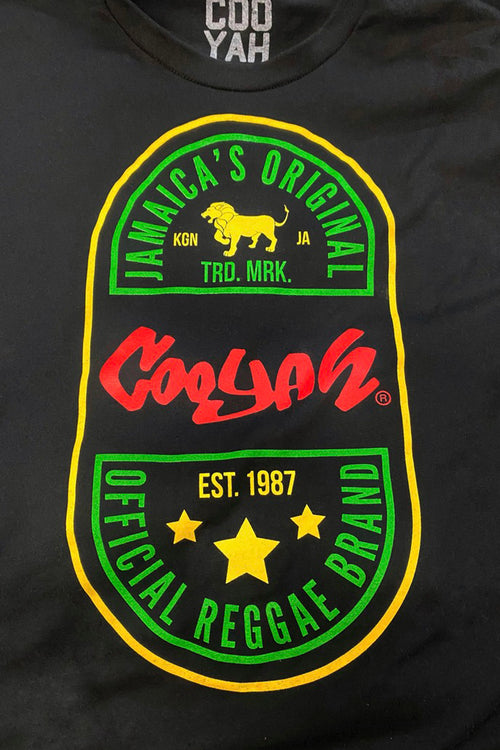 COO
YAH
JAMAICA'S ORIGINAL
KGN JA
TRD. MRK.
Cooyah ®
EST. 1987
OFFICIAL REGGAE BRAND